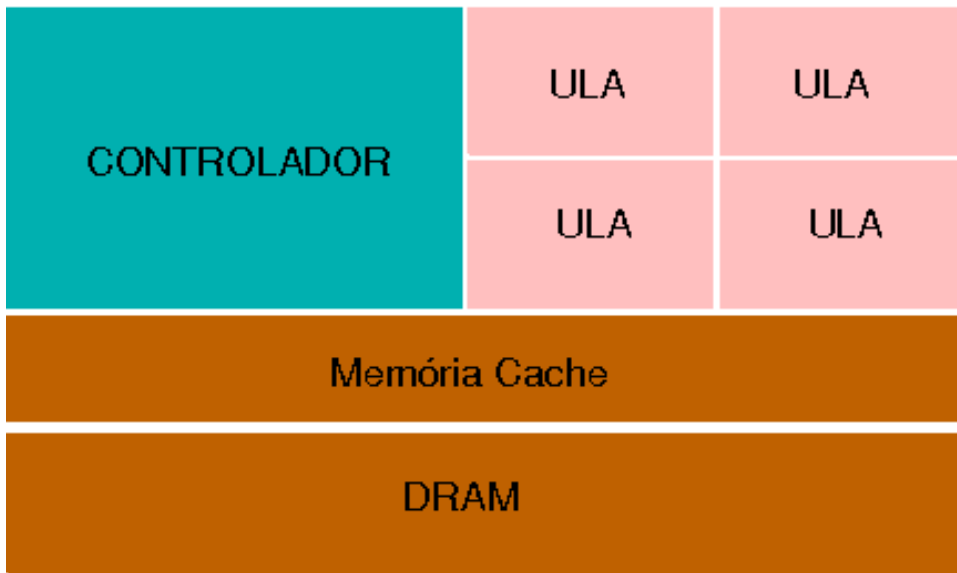 ULA
ULA
CONTROLADOR
ULA
ULA
Memória Cache
DRAM